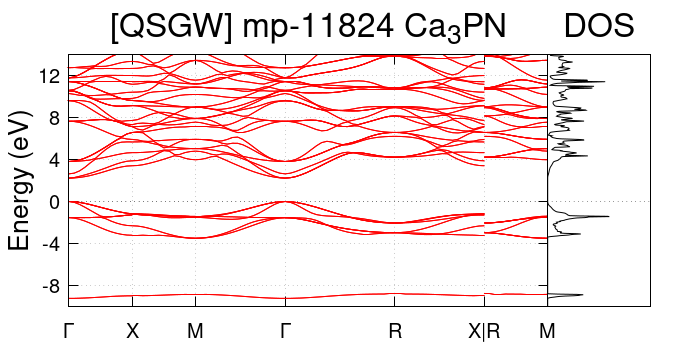 [QSGW] mp-11824 Ca₃PN DOS
Energy (eV)
12
8
4
0
-4
-8
Γ X M Γ R X|R M